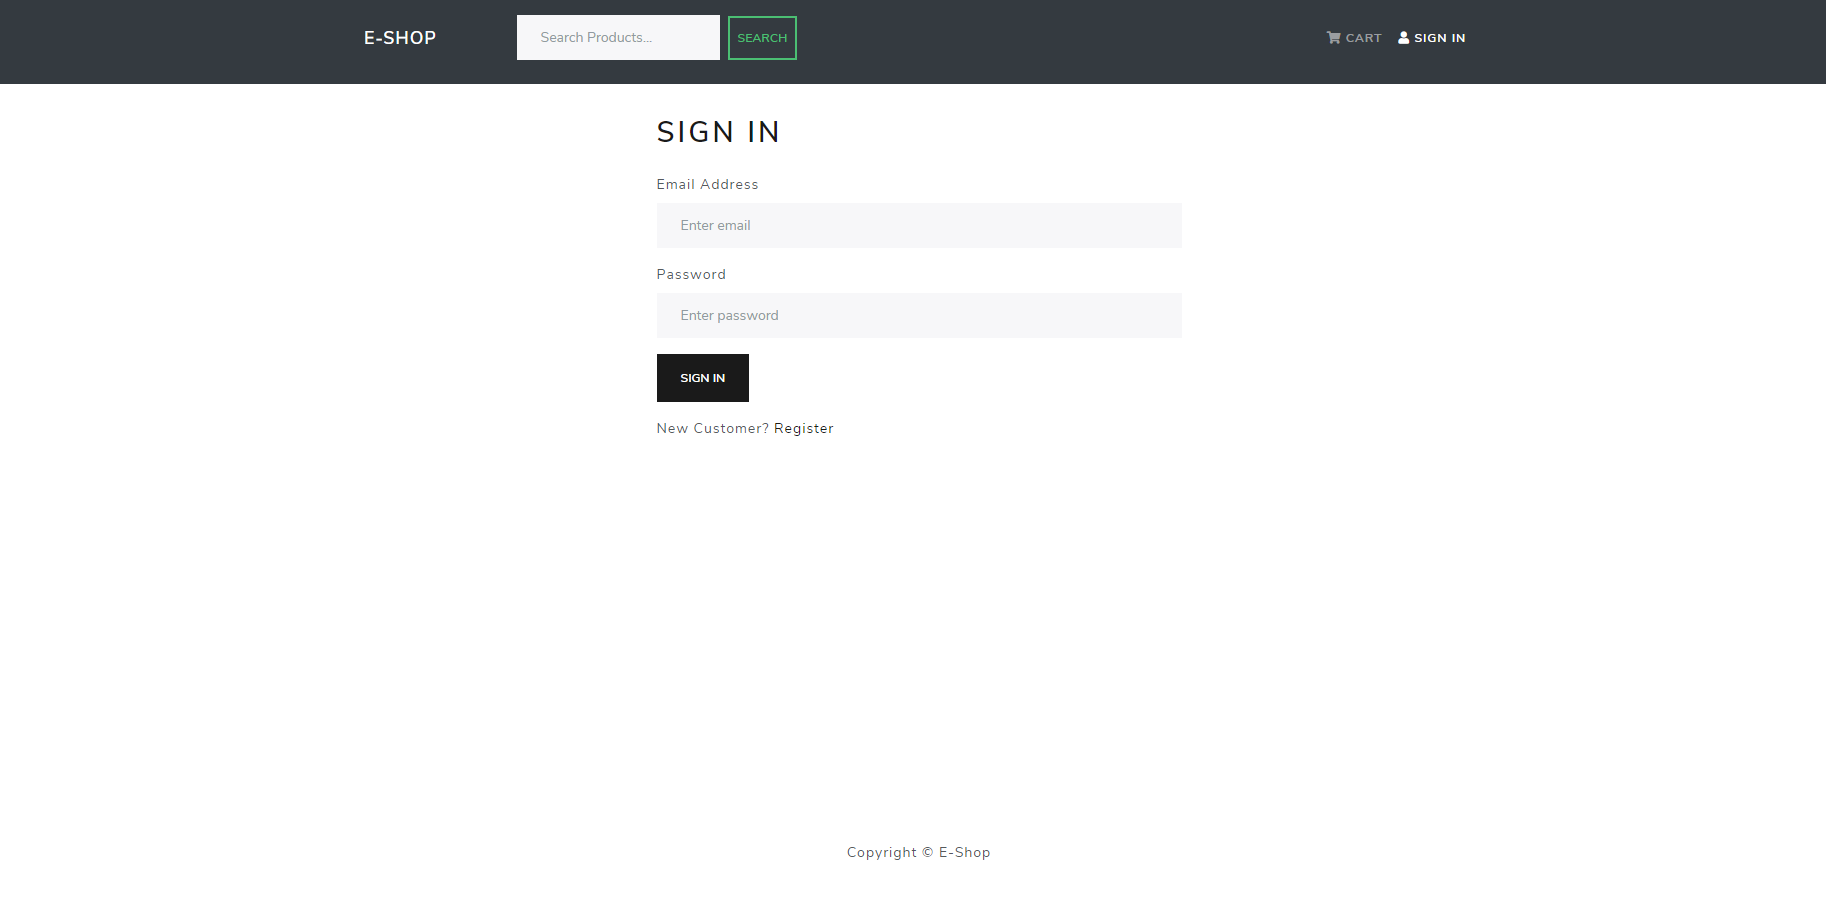 E-SHOP
Search Products...
SEARCH
CART
SIGN IN
SIGN IN
Email Address
Enter email
Password
Enter password
SIGN IN
New Customer? Register
Copyright © E-Shop